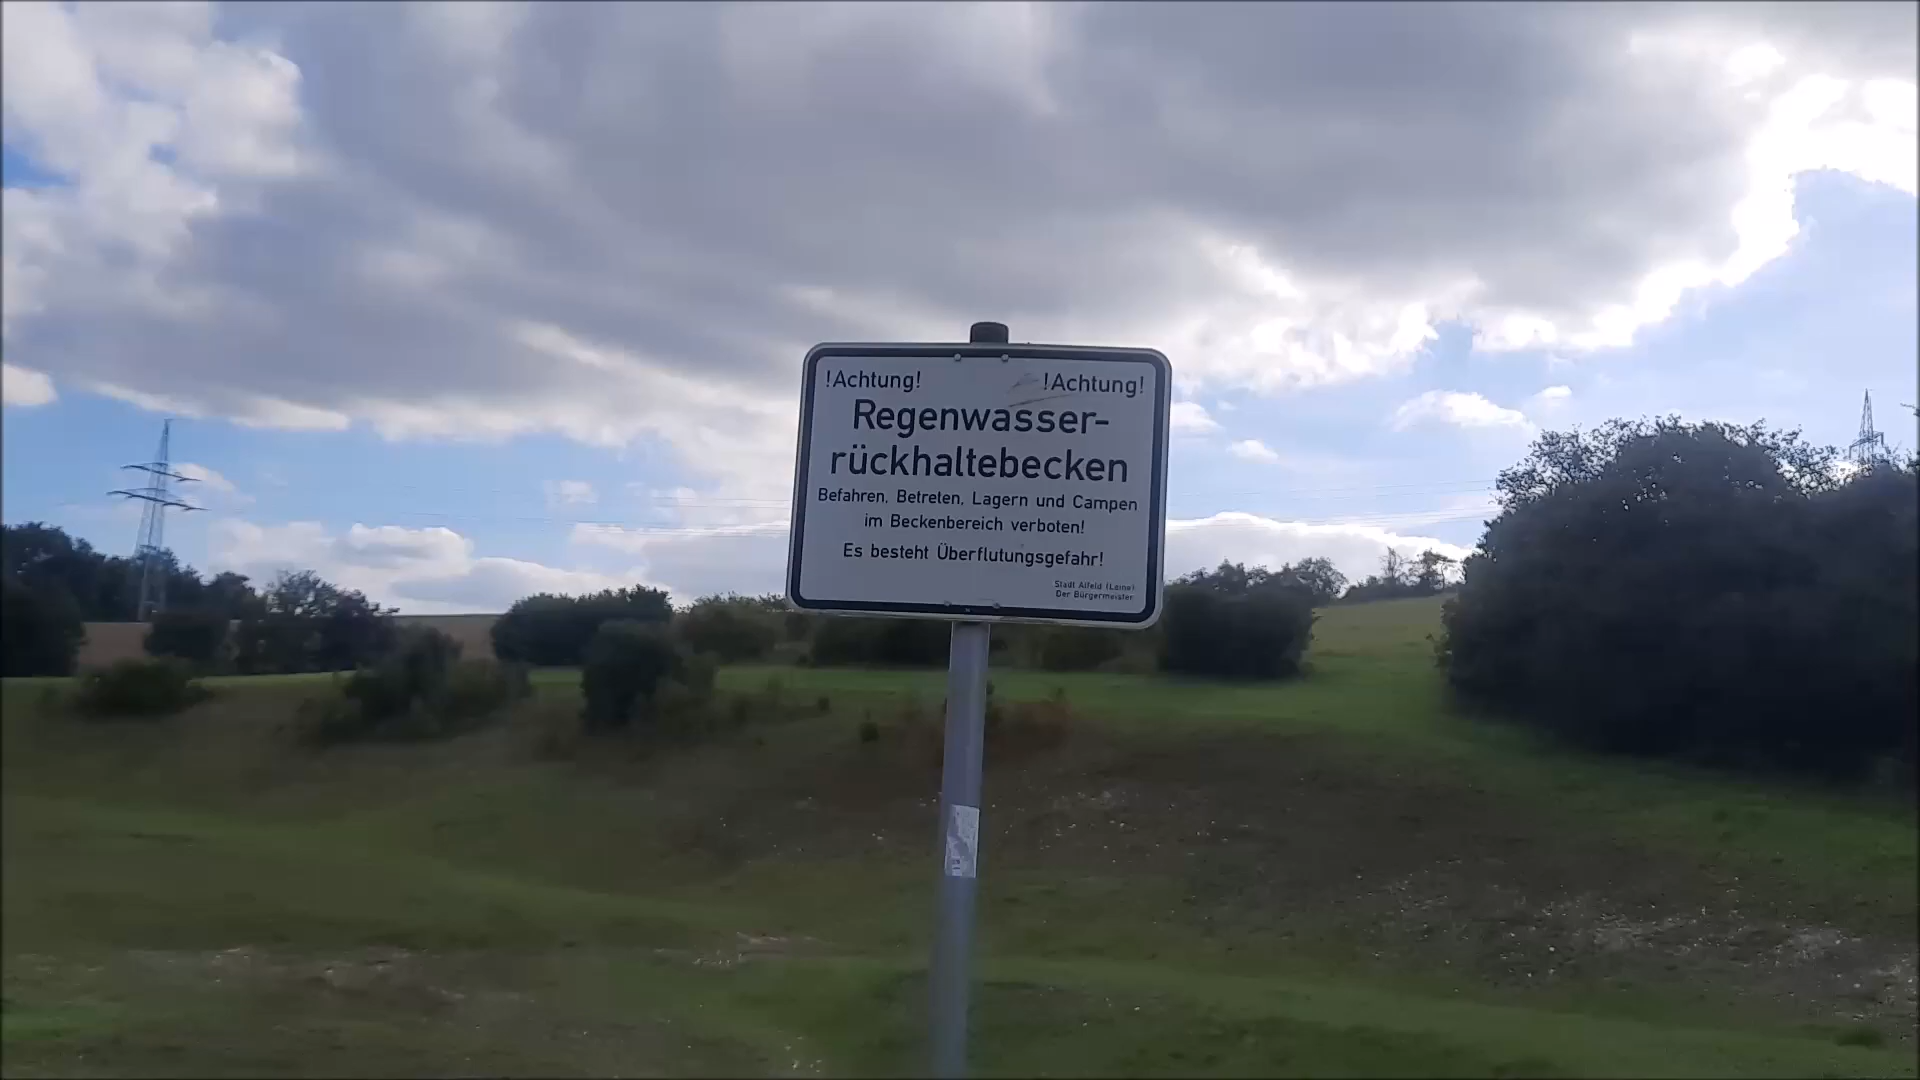 !Achtung! !Achtung!
Regenwasser-
rückhaltebecken
Befahren, Betreten, Lagern und Campen
im Beckenbereich verboten!
Es besteht Überflutungsgefahr!
Stadt Alfeld (Leine)
Der Bürgermeister